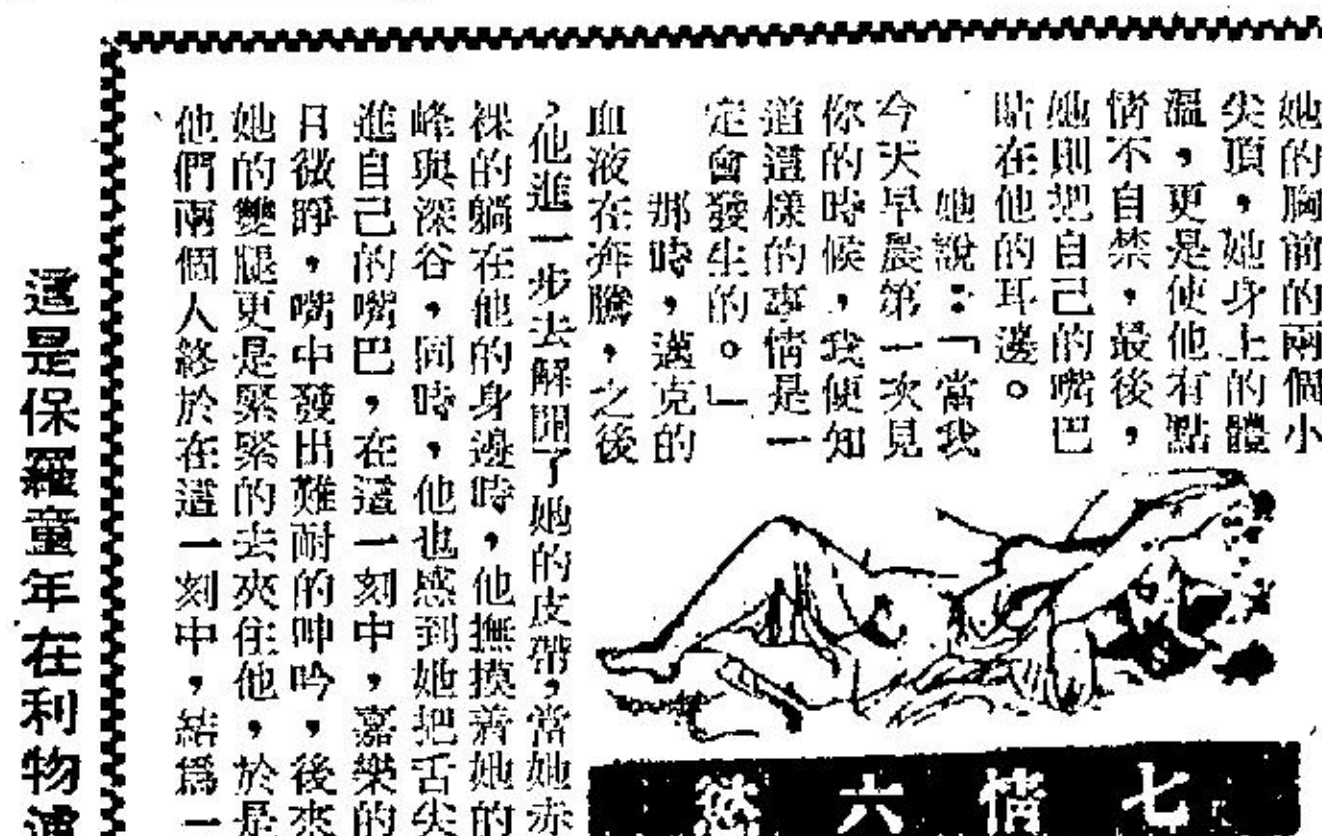 她的胸前的兩個小
尖頂，她身上的體
溫，更是使他有點
情不自禁，最後，
她則把自己的嘴巴
貼在他的耳邊。
她說：「當我
今天早晨第一次見
你的時候，我便知
道這樣的事情是一
定會發生的。」
那時，邁克的
血液在奔騰，之後
，他進一步去解開了她的皮帶，當她赤
裸的躺在他的身邊時，他撫摸着她的
峰與深谷，同時，他也感到她把舌尖
進自己的嘴巴，在這一刻中，嘉樂的
目微睜，嘴中發出難耐的呻吟，後來
她的雙腿更是緊緊的去夾住他，於是
他們兩個人終於在這一刻中，結爲一
、
七情六慾
這是保羅童年在利物浦